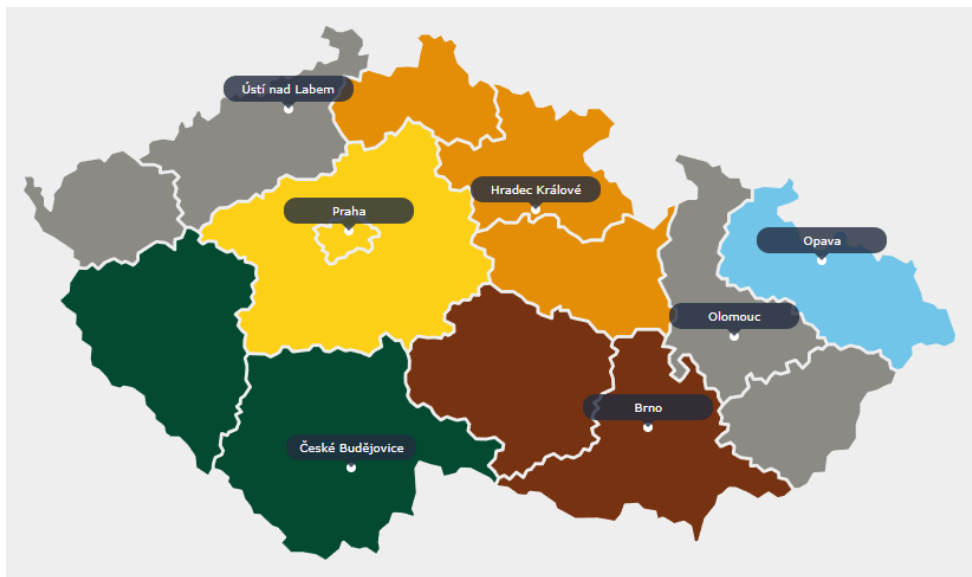 Ústí nad Labem
Hradec Králové
Praha
Opava
Olomouc
Brno
České Budějovice